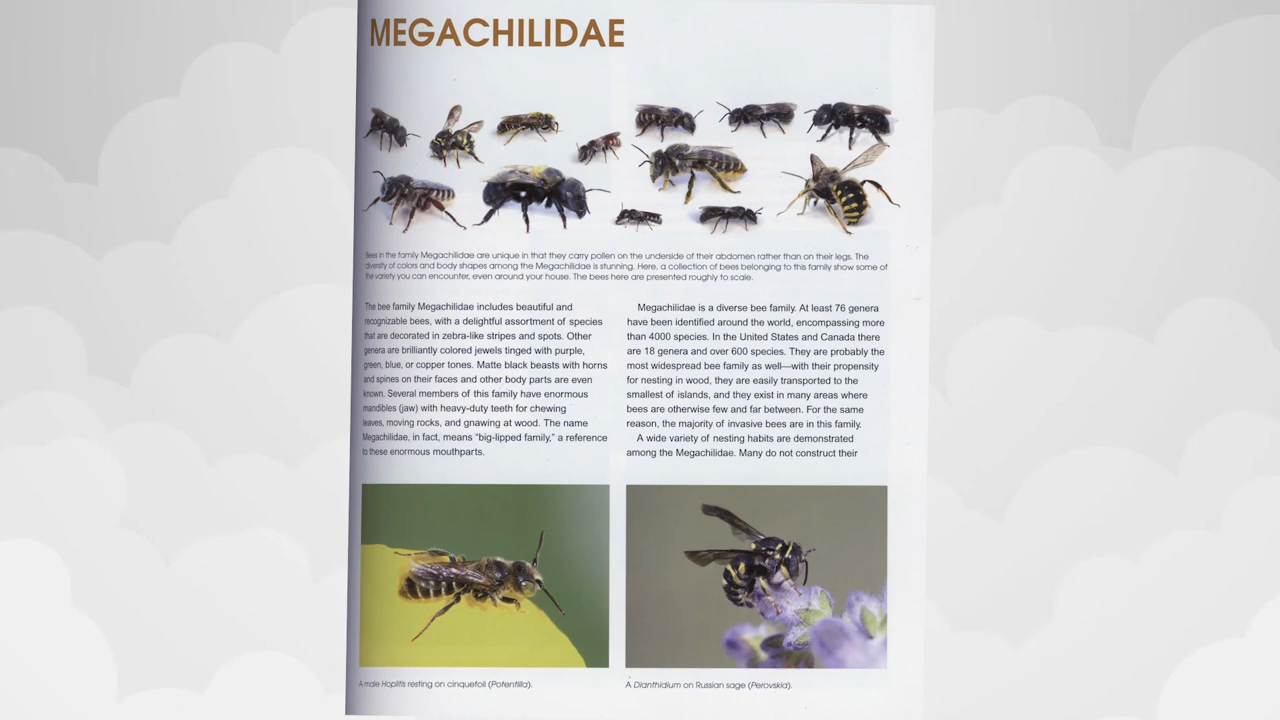 MEGACHILIDAE
Bees in the family Megachilidae are unique in that they carry pollen on the underside of their abdomen rather than on their legs. The
diversity of colors and body shapes among the Megachilidae is stunning. Here, a collection of bees belonging to this family show some of
the variety you can encounter, even around your house. The bees here are presented roughly to scale.
The bee family Megachilidae includes beautiful and
recognizable bees, with a delightful assortment of species
that are decorated in zebra-like stripes and spots. Other
genera are brilliantly colored jewels tinged with purple,
green, blue, or copper tones. Matte black beasts with horns
and spines on their faces and other body parts are even
known. Several members of this family have enormous
mandibles (jaw) with heavy-duty teeth for chewing
leaves, moving rocks, and gnawing at wood. The name
Megachilidae, in fact, means “big-lipped family,” a reference
to these enormous mouthparts.
Megachilidae is a diverse bee family. At least 76 genera
have been identified around the world, encompassing more
than 4000 species. In the United States and Canada there
are 18 genera and over 600 species. They are probably the
most widespread bee family as well—with their propensity
for nesting in wood, they are easily transported to the
smallest of islands, and they exist in many areas where
bees are otherwise few and far between. For the same
reason, the majority of invasive bees are in this family.
A wide variety of nesting habits are demonstrated
among the Megachilidae. Many do not construct their
A male Hoplitis resting on cinquefoil (Potentilla).
A Dianthidium on Russian sage (Perovskia).